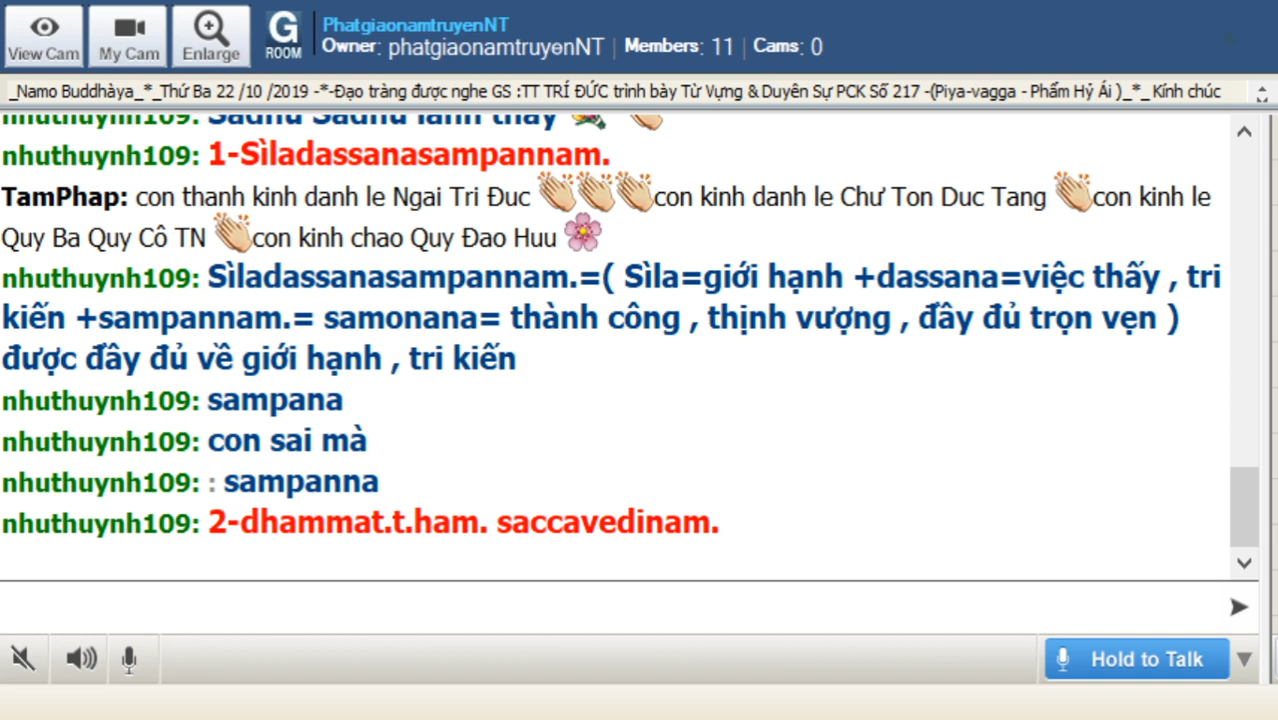 PhatgiaonamtruyenNT
View Cam
My Cam
Enlarge
G
ROOM
Owner: phatgiaonamtruyenNT | Members: 11 | Cams: 0
_Namo Buddhàya_*_Thứ Ba 22 /10 /2019 -*-Đạo tràng được nghe GS :TT TRÍ ĐỨC trình bày Từ Vựng & Duyên Sự PCK Số 217 -(Piya-vagga - Phẩm Hỷ Ái )_*_ Kính chúc
nhuthuynh109: Sadhu Sadhu lành thay
nhuthuynh109: 1-Sìladassanasampannam.
TamPhap: con thanh kinh danh le Ngai Tri Đuc 👏👏👏con kinh danh le Chư Ton Duc Tang 👏con kinh le
Quy Ba Quy Cô TN 👏con kinh chao Quy Đao Huu 🌸
nhuthuynh109: Sìladassanasampannam.=( Sìla=giới hạnh +dassana=việc thấy , tri
kiến +sampannam.= samonana= thành công , thịnh vượng , đầy đủ trọn vẹn )
được đầy đủ về giới hạnh , tri kiến
nhuthuynh109: sampana
nhuthuynh109: con sai mà
nhuthuynh109: : sampanna
nhuthuynh109: 2-dhammat.t.ham. saccavedinam.
Hold to Talk